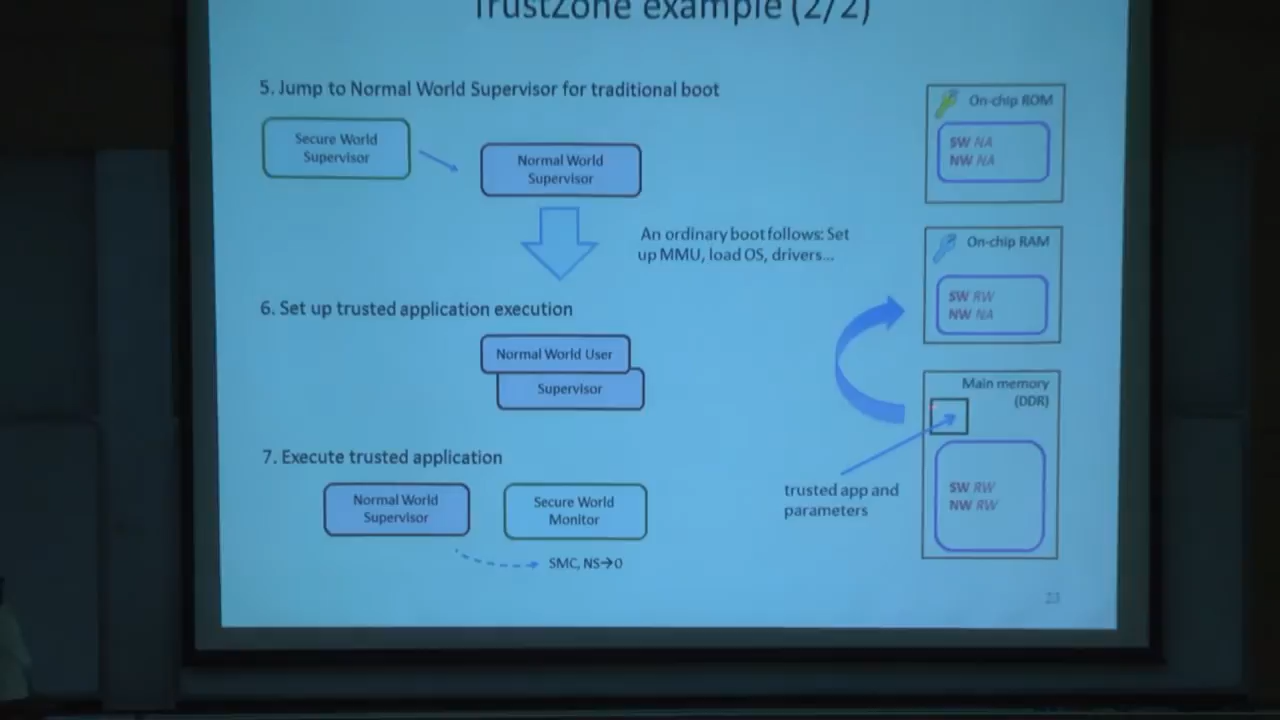 TrustZone example (2/2)
5. Jump to Normal World Supervisor for traditional boot
Secure World
Supervisor
Normal World
Supervisor
An ordinary boot follows: Set
up MMU, load OS, drivers...
6. Set up trusted application execution
Normal World User
Supervisor
7. Execute trusted application
Normal World
Supervisor
Secure World
Monitor
SMC, NS→0
On-chip ROM
SW NA
NW NA
On-chip RAM
SW RW
NW NA
Main memory
(DDR)
SW RW
NW RW
trusted app and
parameters
23